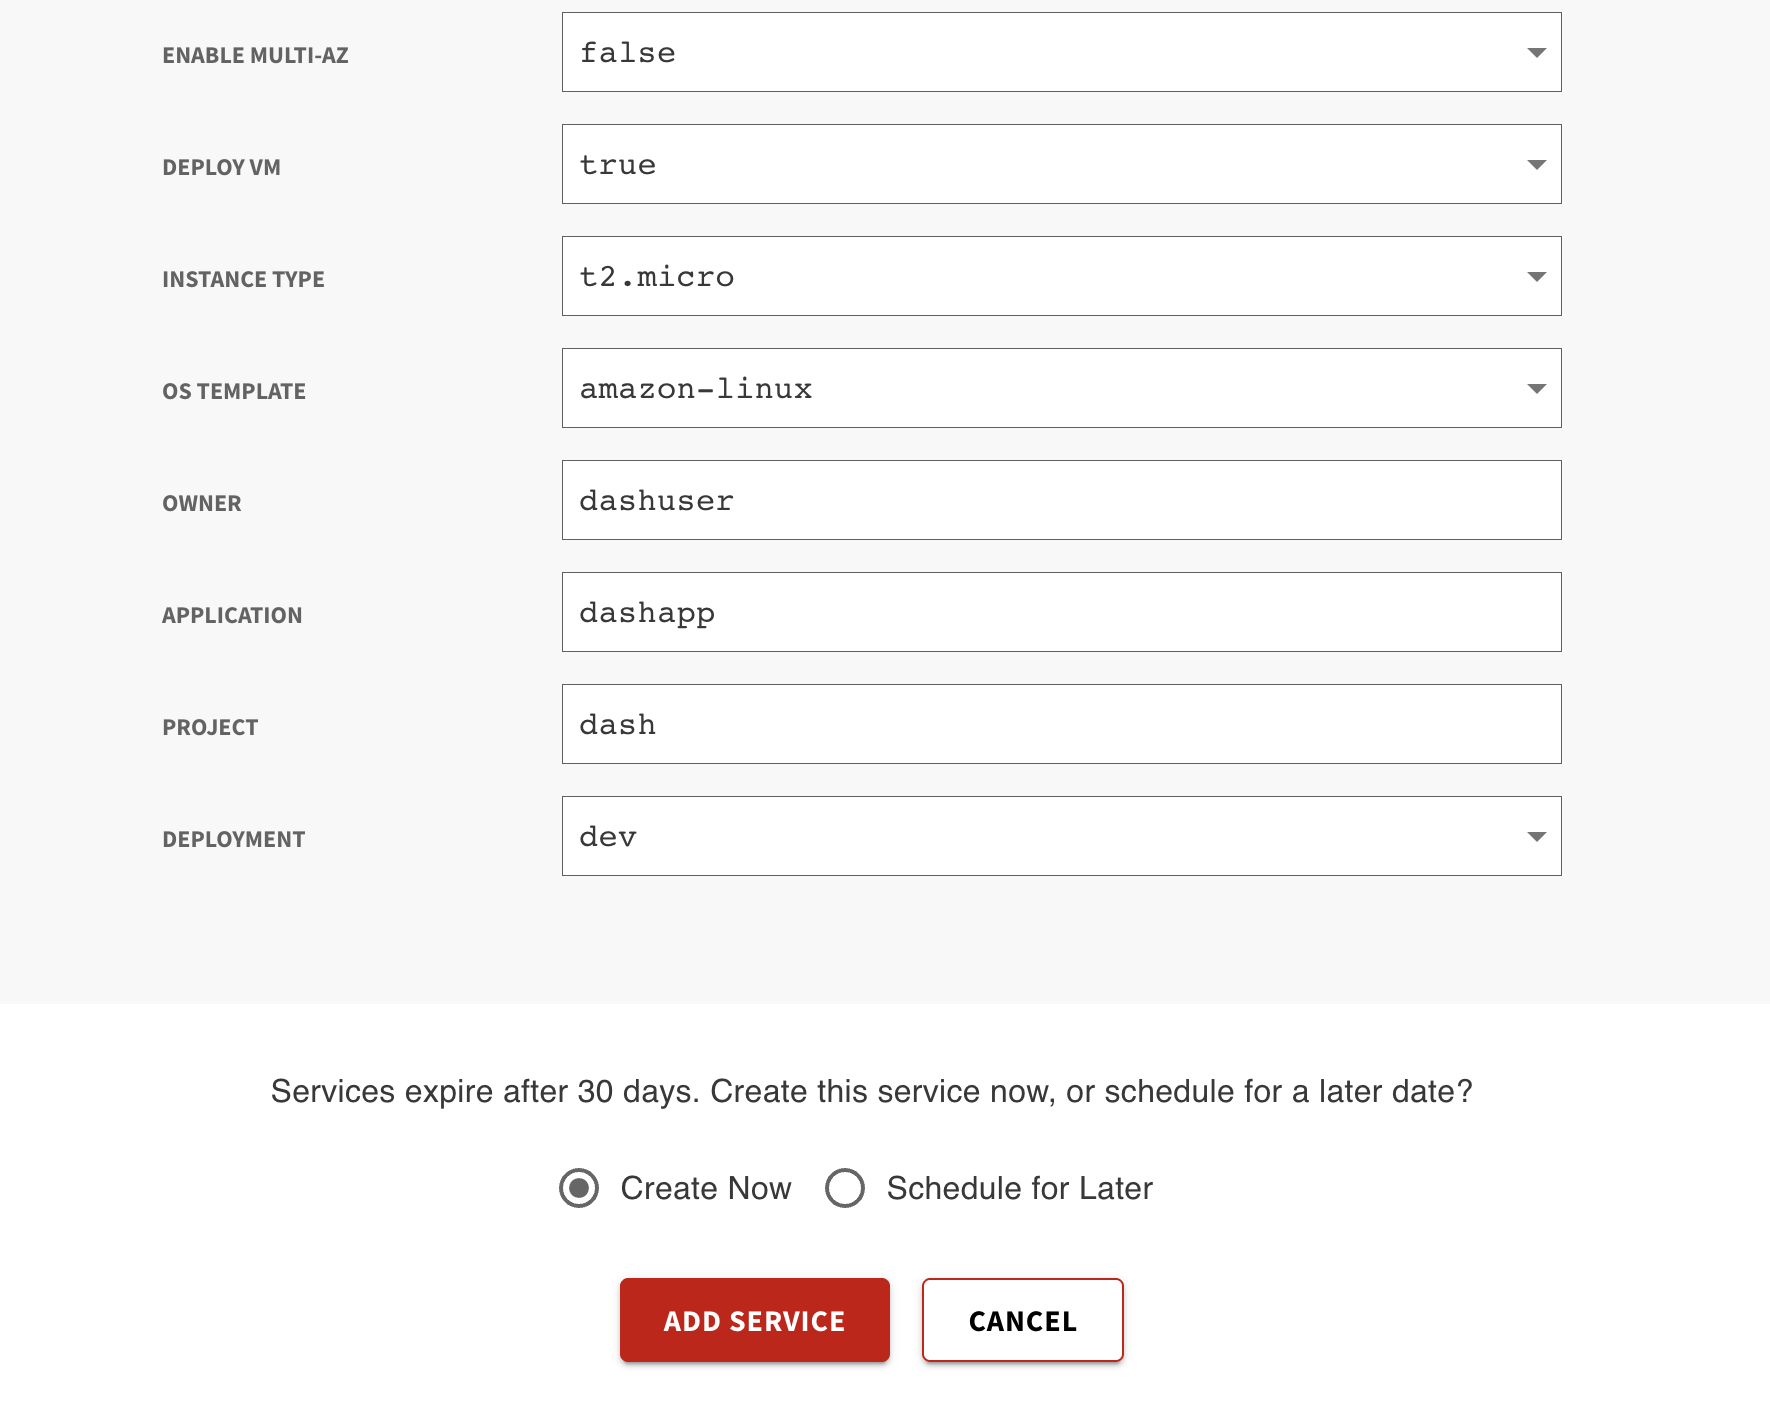 ENABLE MULTI-AZ false
DEPLOY VM true
INSTANCE TYPE t2.micro
OS TEMPLATE amazon-linux
OWNER dashuser
APPLICATION dashapp
PROJECT dash
DEPLOYMENT dev
Services expire after 30 days. Create this service now, or schedule for a later date?
Create Now Schedule for Later
ADD SERVICE CANCEL